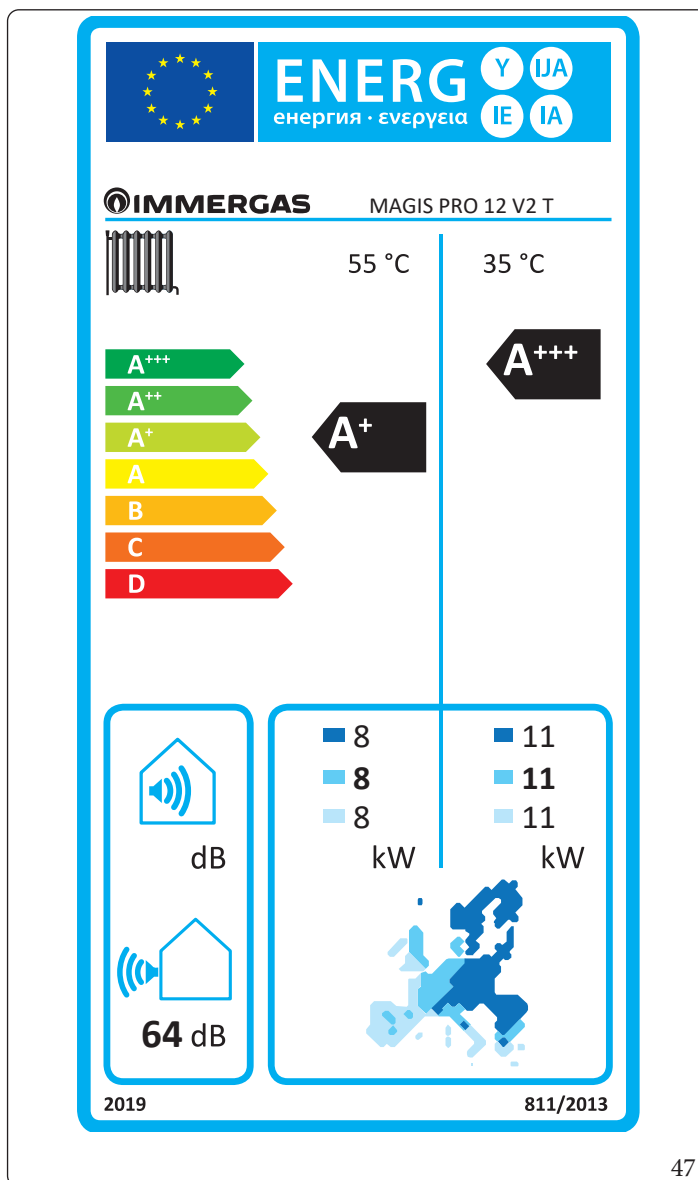 ENERG Y IJA
енергия · ενεργεια IE IA
IMMERGAS MAGIS PRO 12 V2 T
55 °C 35 °C
A+++
A+++
A++
A+
A+
A
B
C
D
8 11
8 11
8 11
dB kW kW
64 dB
2019 811/2013
47